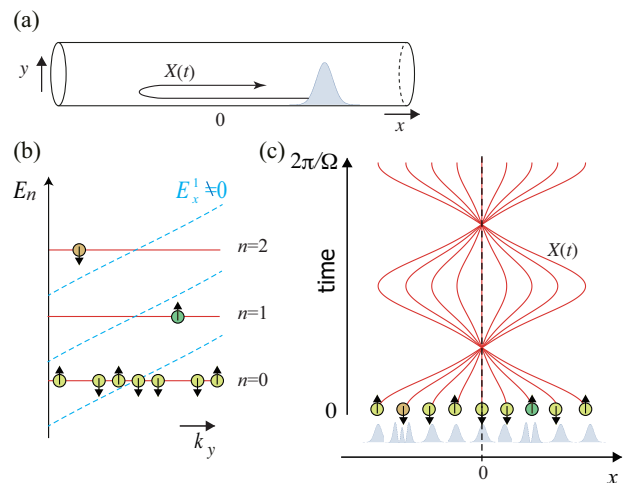 (a)
y
X(t)
0
x
(b)
E_n
E_x^1 ≠0
n=2
n=1
n=0
k_y
(c)
2π/Ω
time
X(t)
0
0
x